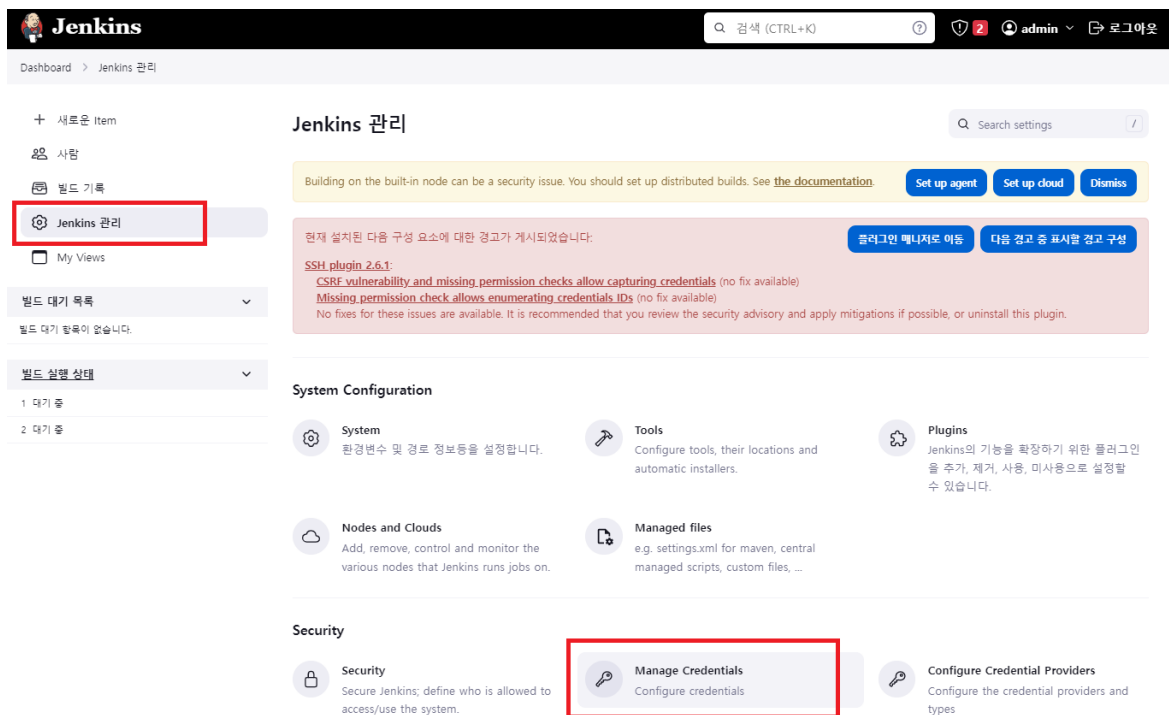 Jenkins
검색 (CTRL+K)
2
admin
로그아웃
Dashboard > Jenkins 관리
새로운 Item
사람
빌드 기록
Jenkins 관리
My Views
빌드 대기 목록
빌드 대기 항목이 없습니다.
빌드 실행 상태
1 대기 중
2 대기 중
Jenkins 관리
Search settings
/
Building on the built-in node can be a security issue. You should set up distributed builds. See the documentation.
Set up agent
Set up cloud
Dismiss
현재 설치된 다음 구성 요소에 대한 경고가 게시되었습니다:
플러그인 매니저로 이동
다음 경고 중 표시할 경고 구성
SSH plugin 2.6.1:
CSRF vulnerability and missing permission checks allow capturing credentials (no fix available)
Missing permission check allows enumerating credentials IDs (no fix available)
No fixes for these issues are available. It is recommended that you review the security advisory and apply mitigations if possible, or uninstall this plugin.
System Configuration
System
환경변수 및 경로 정보등을 설정합니다.
Tools
Configure tools, their locations and
automatic installers.
Plugins
Jenkins의 기능을 확장하기 위한 플러그인
을 추가, 제거, 사용, 미사용으로 설정할
수 있습니다.
Nodes and Clouds
Add, remove, control and monitor the
various nodes that Jenkins runs jobs on.
Managed files
e.g. settings.xml for maven, central
managed scripts, custom files, ...
Security
Security
Secure Jenkins; define who is allowed to
access/use the system.
Manage Credentials
Configure credentials
Configure Credential Providers
Configure the credential providers and
types